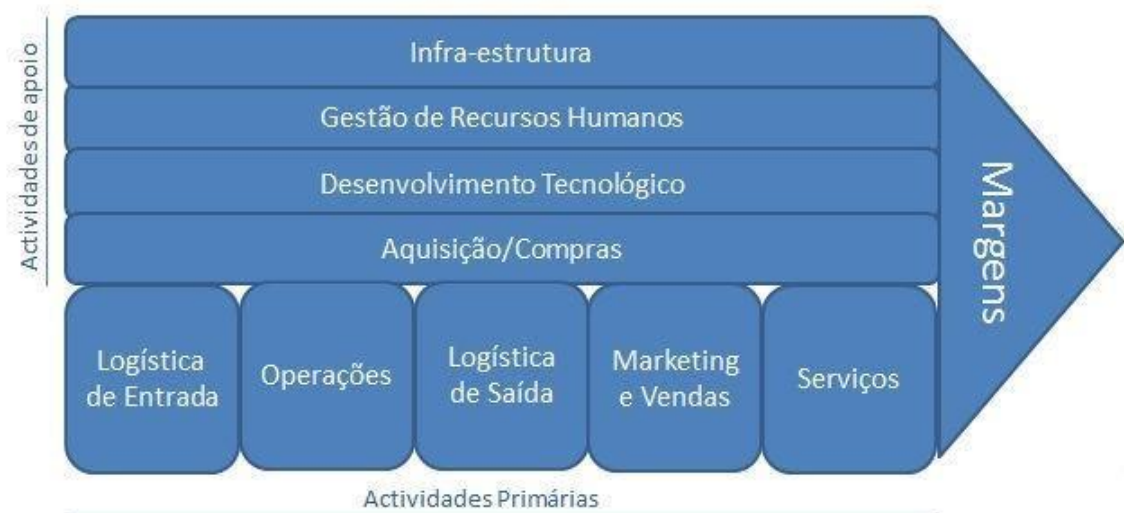 Actividades de apoio
Infra-estrutura
Gestão de Recursos Humanos
Desenvolvimento Tecnológico
Aquisição/Compras
Logística
de Entrada
Operações
Logística
de Saída
Marketing
e Vendas
Serviços
Margens
Actividades Primárias